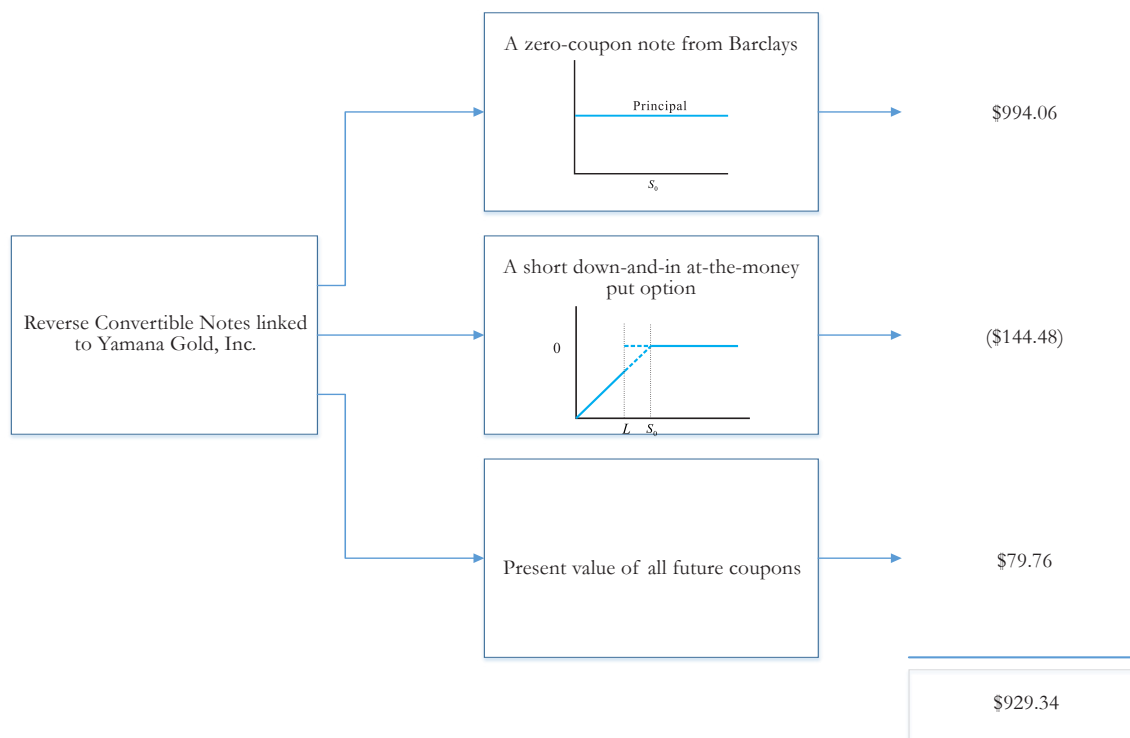 A zero-coupon note from Barclays
Principal
S₀
$994.06
Reverse Convertible Notes linked
to Yamana Gold, Inc.
A short down-and-in at-the-money
put option
0
L S₀
($144.48)
Present value of all future coupons
$79.76
$929.34